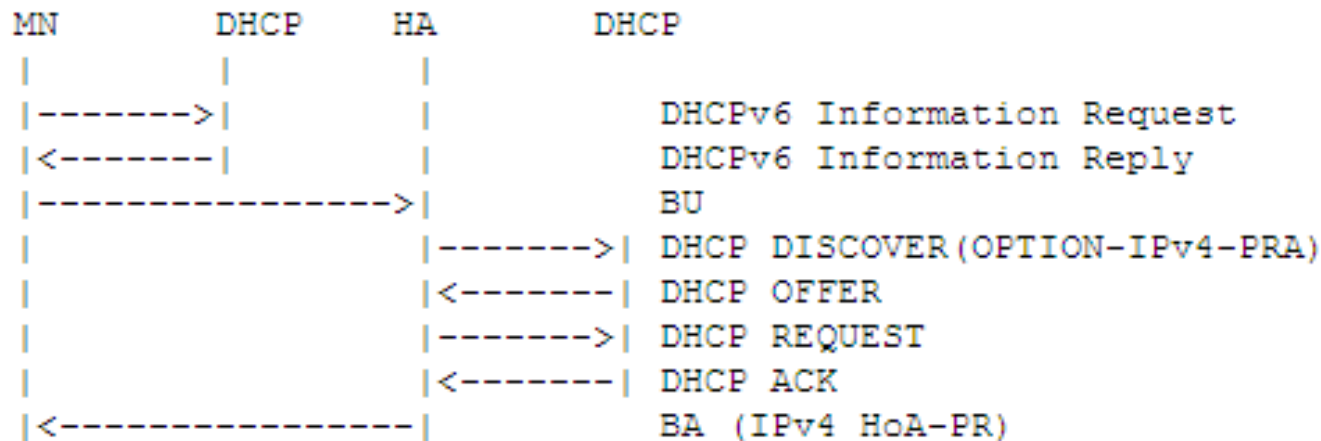 MN DHCP HA DHCP
| | |
|------->| | DHCPv6 Information Request
|<-------| | DHCPv6 Information Reply
|---------------->| BU
| |------->| DHCP DISCOVER(OPTION-IPv4-PRA)
| |<-------| DHCP OFFER
| |------->| DHCP REQUEST
| |<-------| DHCP ACK
|<----------------| BA (IPv4 HoA-PR)